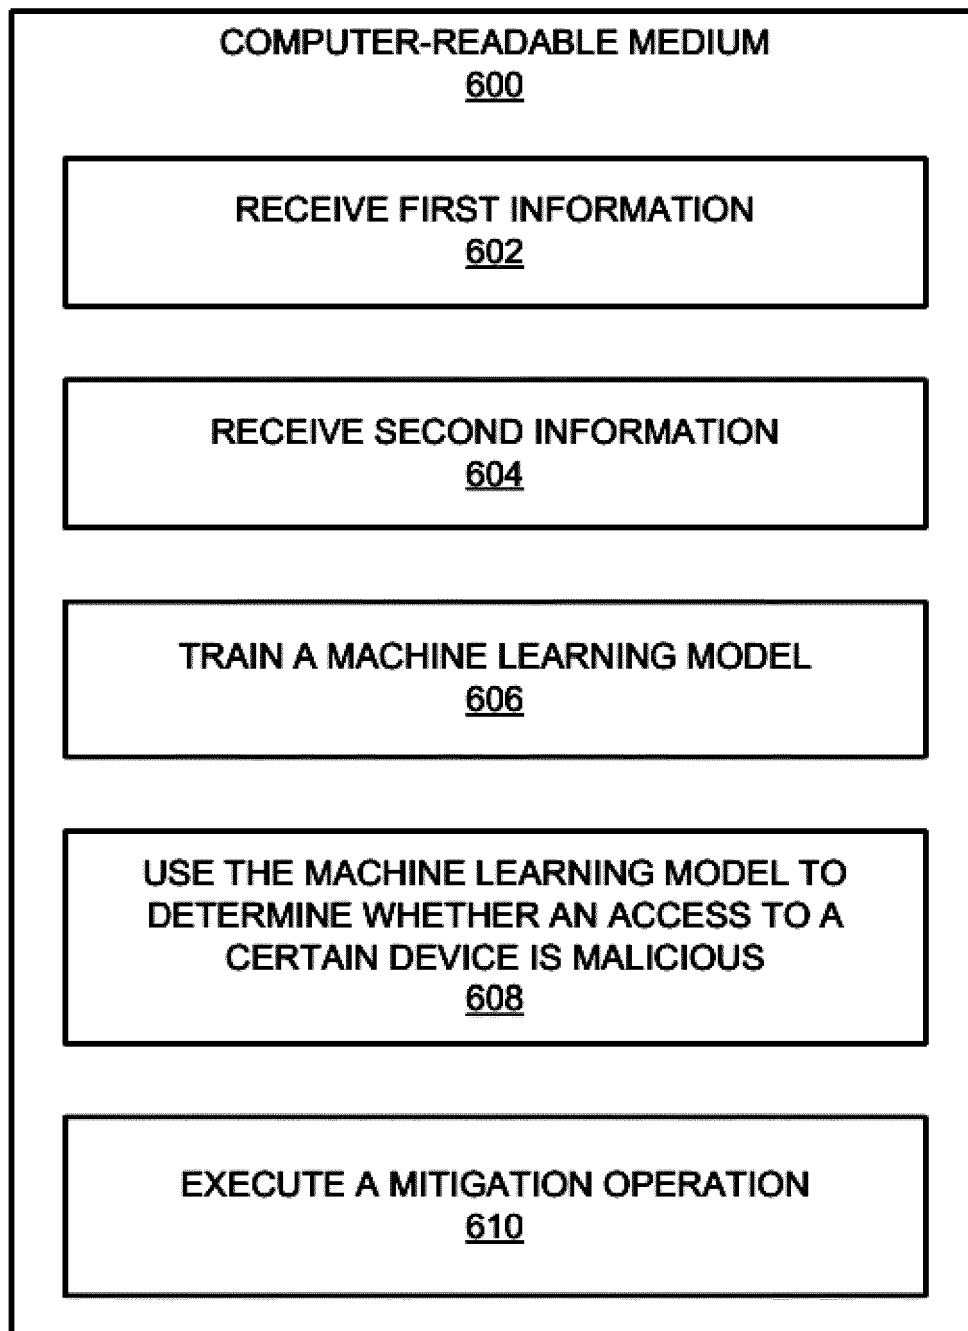 COMPUTER-READABLE MEDIUM
600
RECEIVE FIRST INFORMATION
602
RECEIVE SECOND INFORMATION
604
TRAIN A MACHINE LEARNING MODEL
606
USE THE MACHINE LEARNING MODEL TO
DETERMINE WHETHER AN ACCESS TO A
CERTAIN DEVICE IS MALICIOUS
608
EXECUTE A MITIGATION OPERATION
610